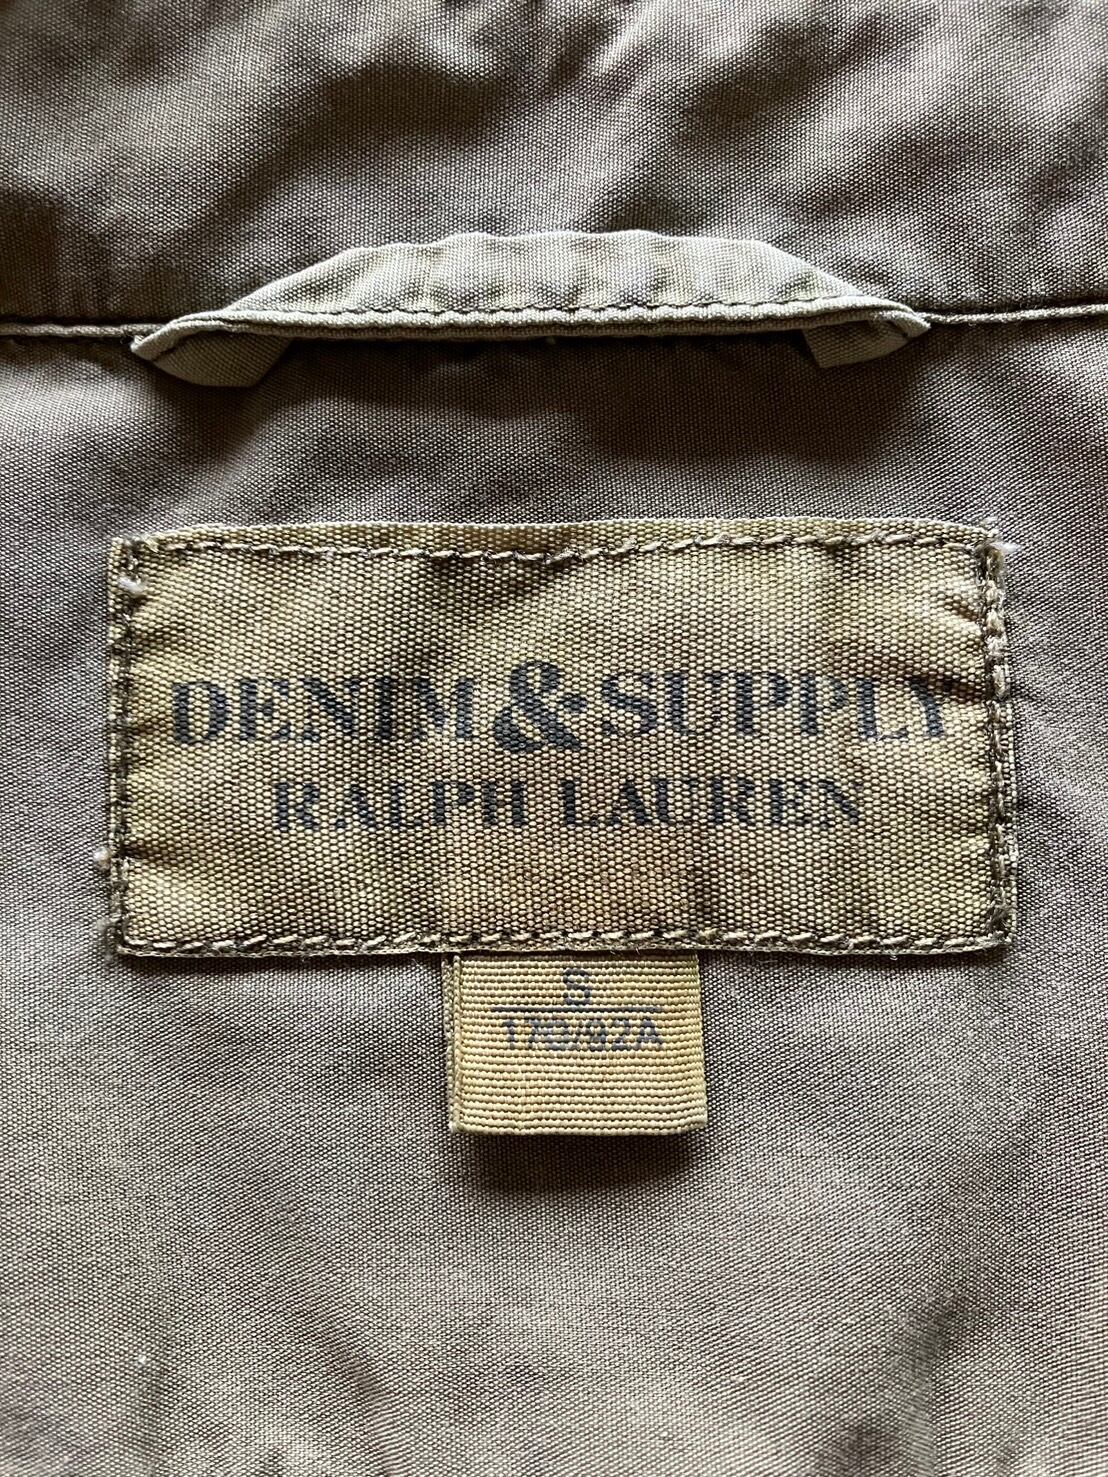 DENIM&SUPPLY
RALPH LAUREN
S
170/92A